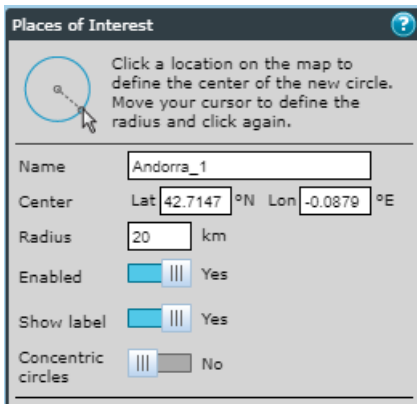 Places of Interest ?
Click a location on the map to
define the center of the new circle.
Move your cursor to define the
radius and click again.
Name Andorra_1
Center Lat 42.7147 ºN Lon -0.0879 ºE
Radius 20 km
Enabled Yes
Show label Yes
Concentric
circles No